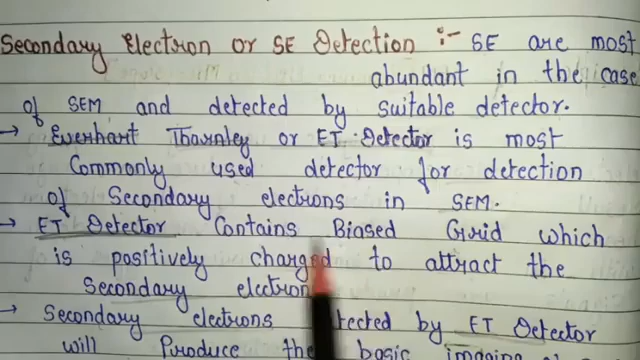 Secondary Electron or SE Detection :- SE are most
abundant in the case
of SEM and detected by suitable detector.
→ Everhart Thornley or ET Detector is most
Commonly used detector for detection
of Secondary electrons in SEM.
→ ET Detector Contains Biased Grid which
is positively charged to attract the
Secondary electron
→ Secondary electrons by ET Detector
will Produce the basic imaging